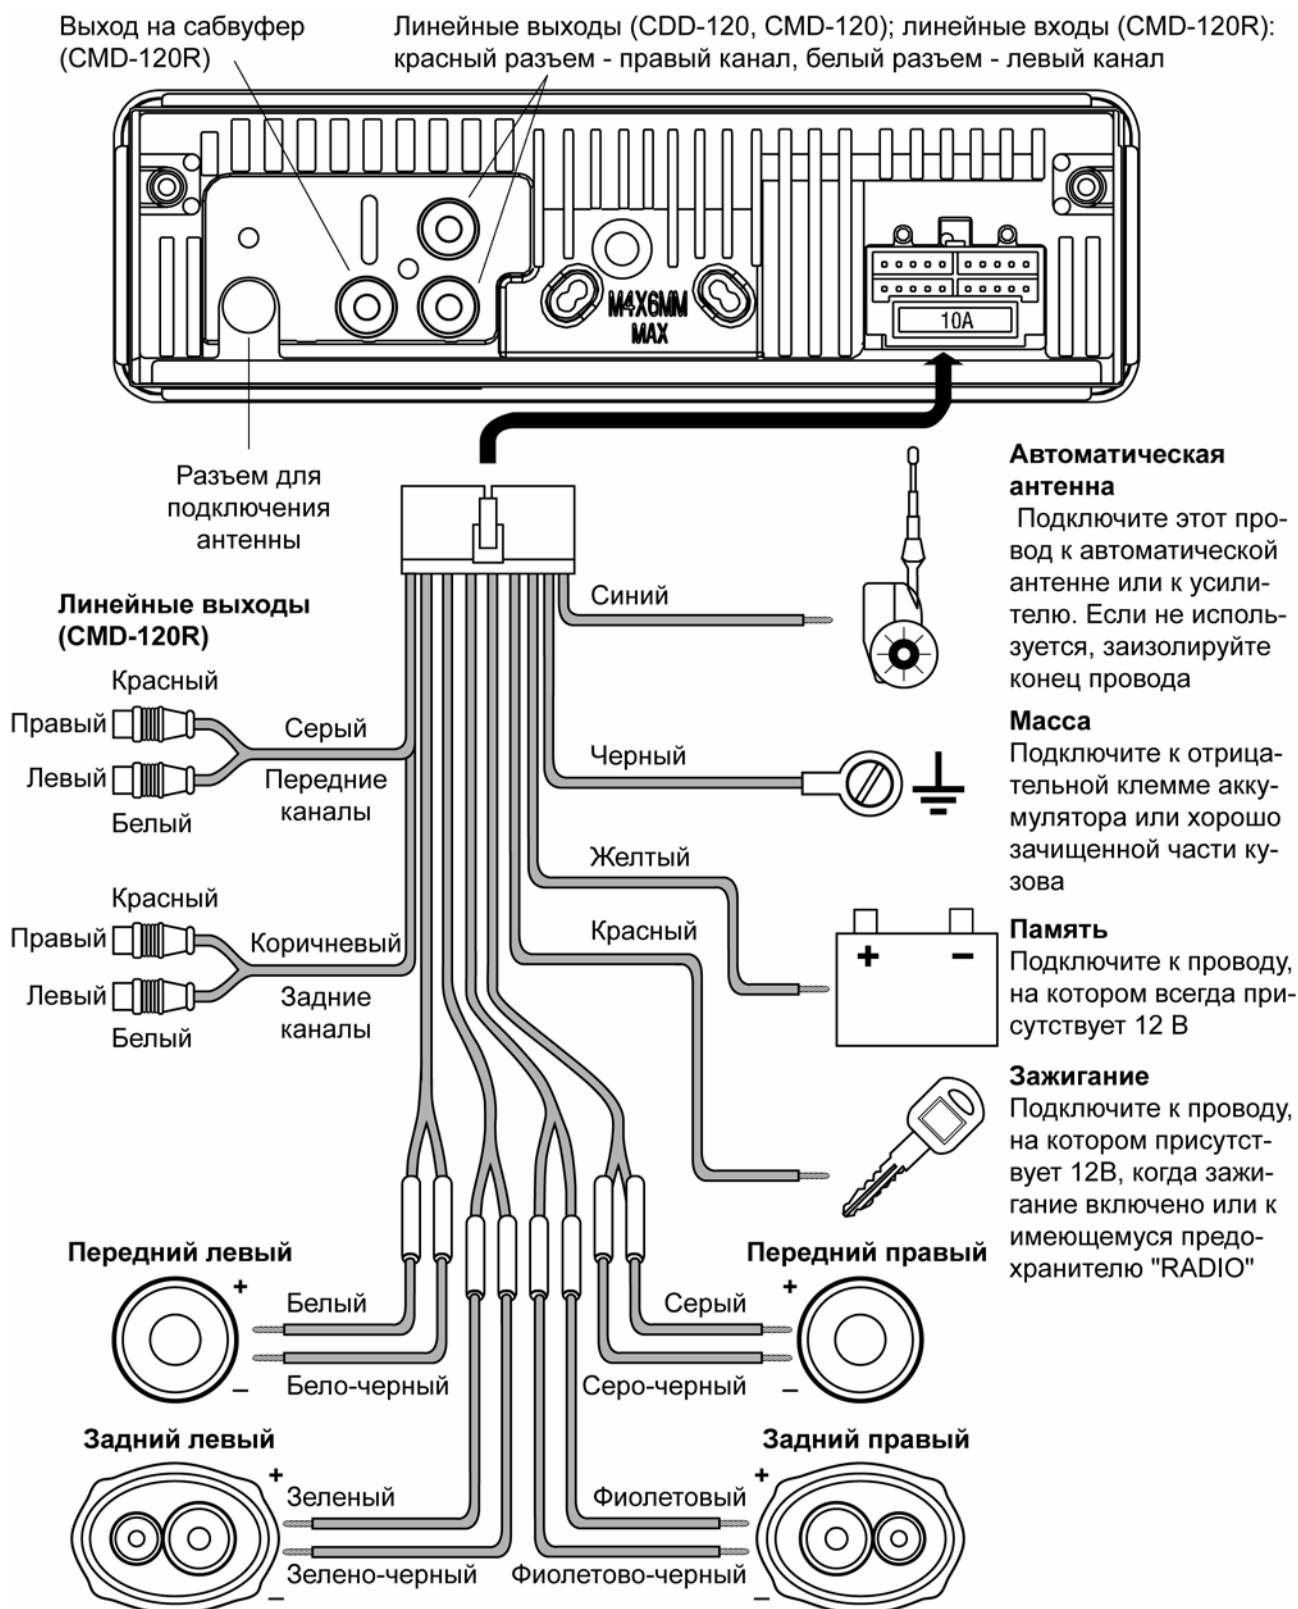 Выход на сабвуфер
(CMD-120R)
Линейные выходы (CDD-120, CMD-120); линейные входы (CMD-120R):
красный разъем - правый канал, белый разъем - левый канал
M4X6MM
MAX
10A
Разъем для
подключения
антенны
Автоматическая
антенна
Подключите этот про-
вод к автоматической
антенне или к усили-
телю. Если не исполь-
зуется, заизолируйте
конец провода
Синий
Линейные выходы
(CMD-120R)
Красный
Правый
Левый
Белый
Серый
Передние
каналы
Черный
Масса
Подключите к отрица-
тельной клемме акку-
мулятора или хорошо
зачищенной части ку-
зова
Желтый
Красный
Правый
Левый
Белый
Коричневый
Задние
каналы
Красный
+ −
Память
Подключите к проводу,
на котором всегда при-
сутствует 12 В
Зажигание
Подключите к проводу,
на котором присутст-
вует 12В, когда зажи-
гание включено или к
имеющемуся предо-
хранителю "RADIO"
Передний левый
+
Белый
Бело-черный
−
Передний правый
+
Серый
Серо-черный
−
Задний левый
+
Зеленый
Зелено-черный
−
Задний правый
+
Фиолетовый
Фиолетово-черный
−